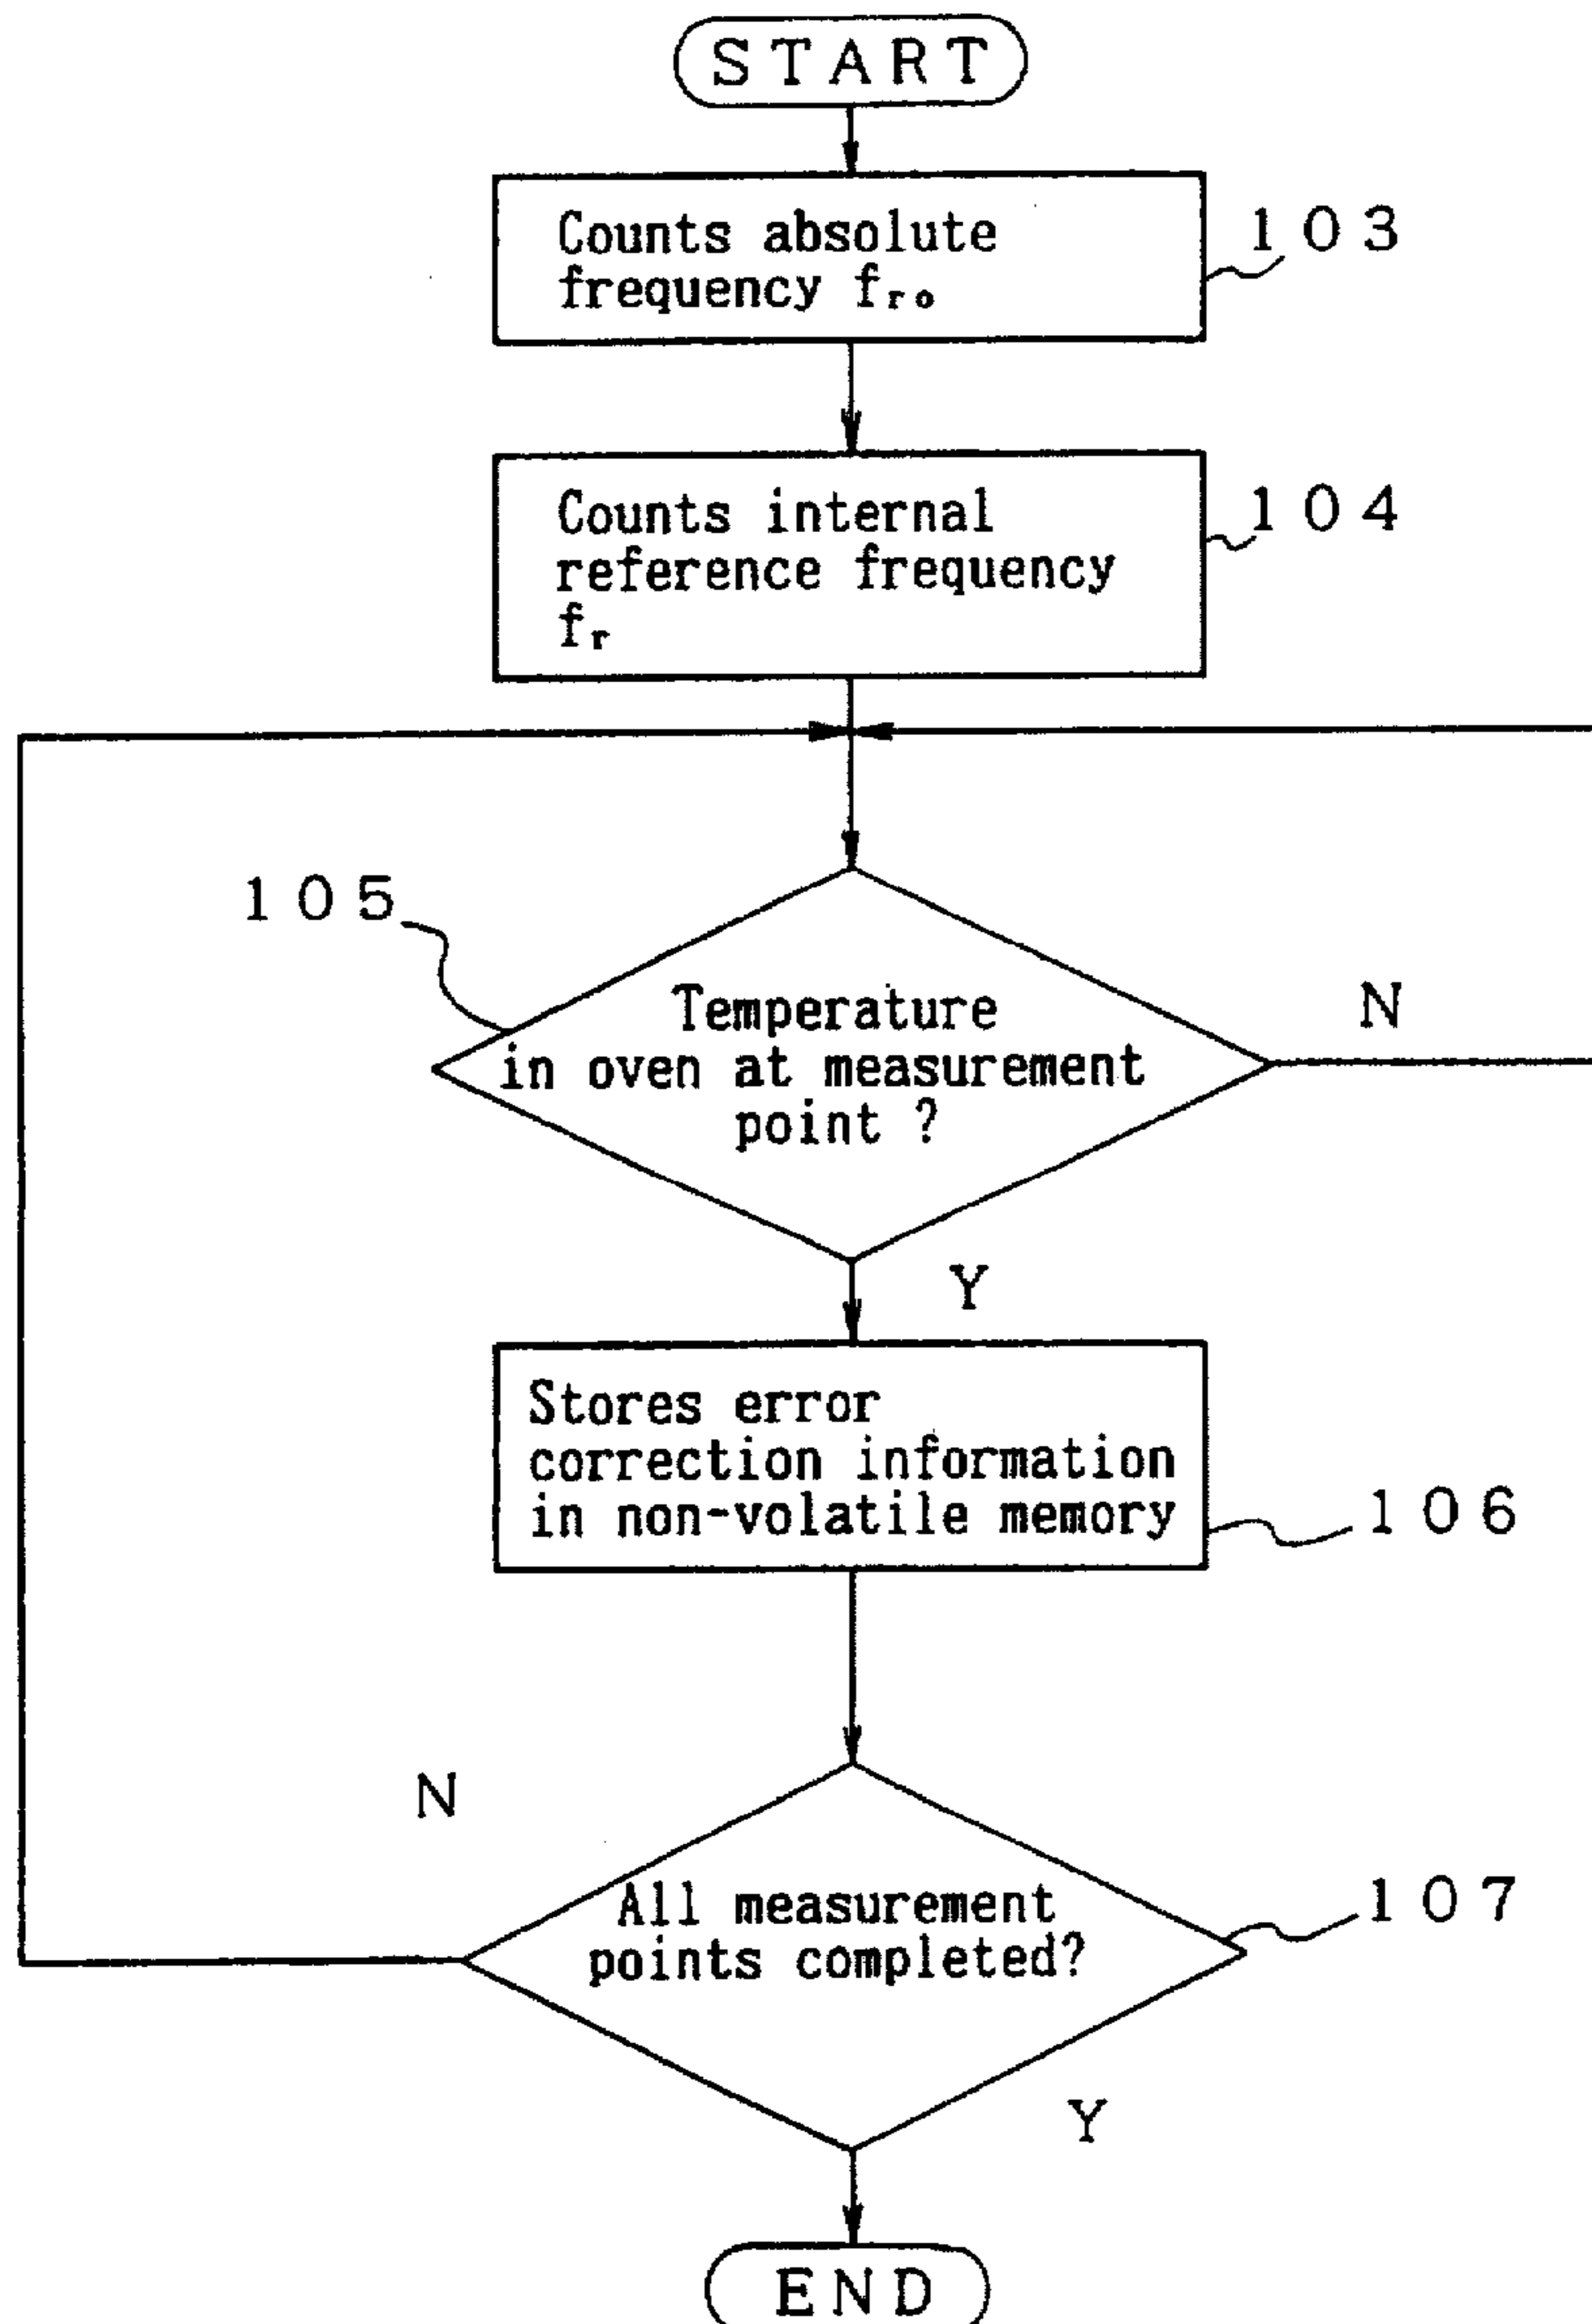 START
Counts absolute
frequency fro
103
Counts internal
reference frequency
fr
104
105
Temperature
in oven at measurement
point ?
N
Y
Stores error
correction information
in non-volatile memory
106
N
All measurement
points completed?
107
Y
END